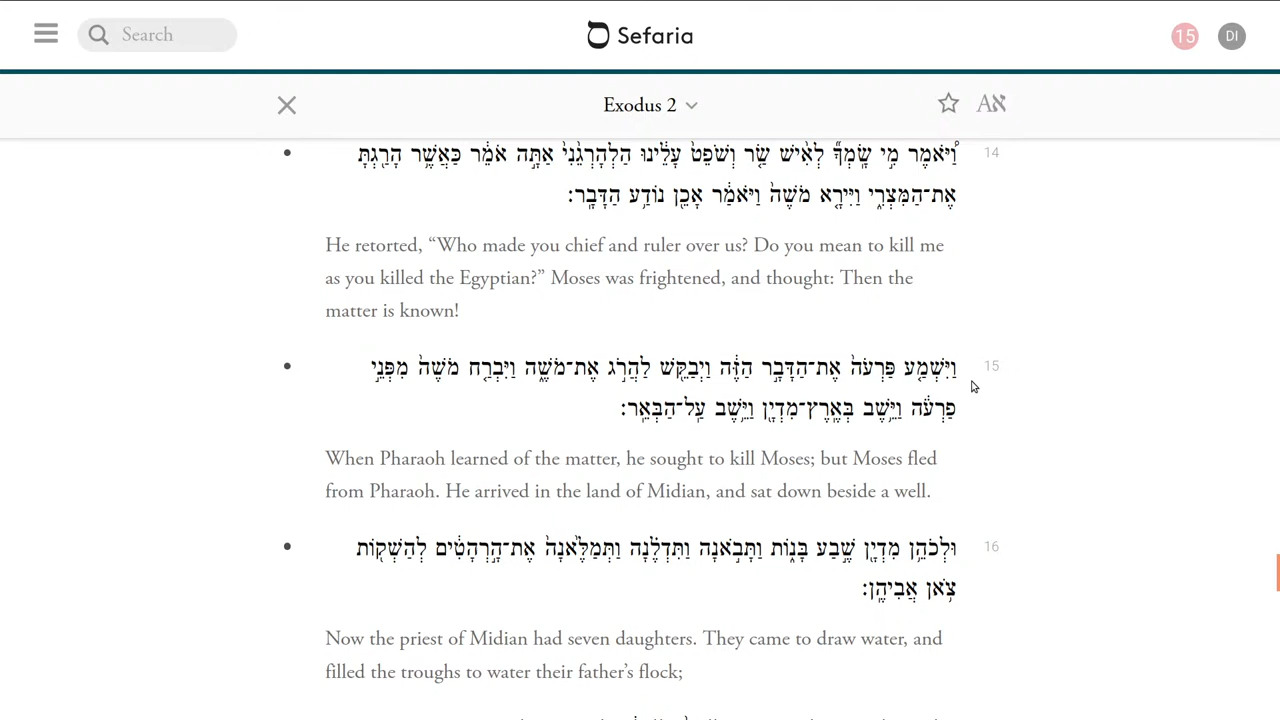 Search
Sefaria
15
DI
Exodus 2
Aא
14
וַ֠יֹּאמֶר מִ֣י שָֽׂמְךָ֞ לְאִ֨ישׁ שַׂ֤ר וְשֹׁפֵט֙ עָלֵ֔ינוּ הַלְהׇרְגֵ֙נִי֙ אַתָּ֣ה אֹמֵ֔ר כַּאֲשֶׁ֥ר הָרַ֖גְתָּ
אֶת־הַמִּצְרִ֑י וַיִּירָ֤א מֹשֶׁה֙ וַיֹּאמַ֔ר אָכֵ֖ן נוֹדַ֥ע הַדָּבָֽר׃
He retorted, “Who made you chief and ruler over us? Do you mean to kill me
as you killed the Egyptian?” Moses was frightened, and thought: Then the
matter is known!
15
וַיִּשְׁמַ֤ע פַּרְעֹה֙ אֶת־הַדָּבָ֣ר הַזֶּ֔ה וַיְבַקֵּ֖שׁ לַהֲרֹ֣ג אֶת־מֹשֶׁ֑ה וַיִּבְרַ֤ח מֹשֶׁה֙ מִפְּנֵ֣י
פַרְעֹ֔ה וַיֵּ֥שֶׁב בְּאֶֽרֶץ־מִדְיָ֖ן וַיֵּ֥שֶׁב עַֽל־הַבְּאֵֽר׃
When Pharaoh learned of the matter, he sought to kill Moses; but Moses fled
from Pharaoh. He arrived in the land of Midian, and sat down beside a well.
16
וּלְכֹהֵ֥ן מִדְיָ֖ן שֶׁ֣בַע בָּנ֑וֹת וַתָּבֹ֣אנָה וַתִּדְלֶ֗נָה וַתְּמַלֶּ֙אנָה֙ אֶת־הָ֣רְהָטִ֔ים לְהַשְׁק֖וֹת
צֹ֥אן אֲבִיהֶֽן׃
Now the priest of Midian had seven daughters. They came to draw water, and
filled the troughs to water their father’s flock;